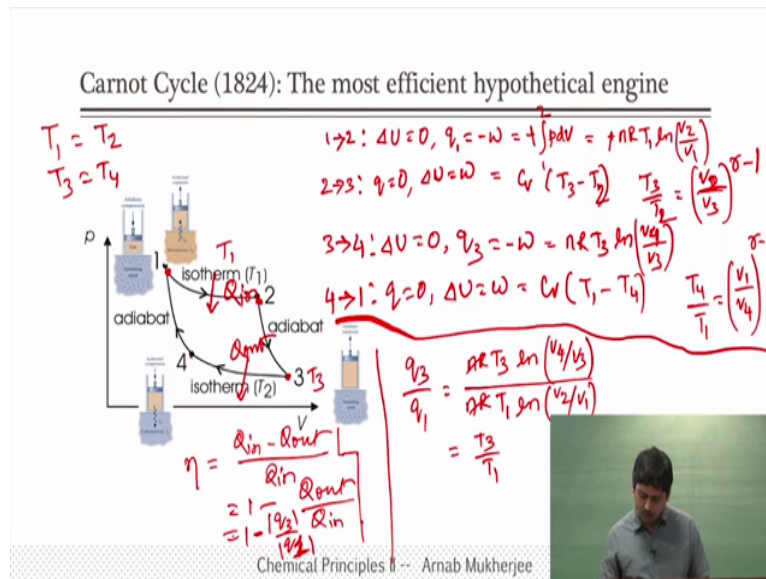 Carnot Cycle (1824): The most efficient hypothetical engine
T₁ = T₂
T₃ = T₄
1→2: ΔU=0, q₁=-W = +∫₁²pdV = +nRT₁ ln(V₂/V₁)
2→3: q=0, ΔU=W = Cv (T₃-T₂) T₃/T₂ = (V₂/V₃)^γ-1
3→4: ΔU=0, q₃=-W = nRT₃ ln(V₄/V₃)
4→1: q=0, ΔU=W = Cv (T₁-T₄) T₄/T₁ = (V₁/V₄)^γ-
P
1
T₁
isotherm (T₁)
Qin
2
adiabat
adiabat
Qout
4
3 T₃
isotherm (T₂)
V
η = Qin - Qout / Qin
= 1 - Qout / Qin
= 1 - |q₃| / |q₁|
q₃/q₁ = nRT₃ ln(V₄/V₃) / nRT₁ ln(V₂/V₁)
= T₃/T₁
Chemical Principles II -- Arnab Mukherjee